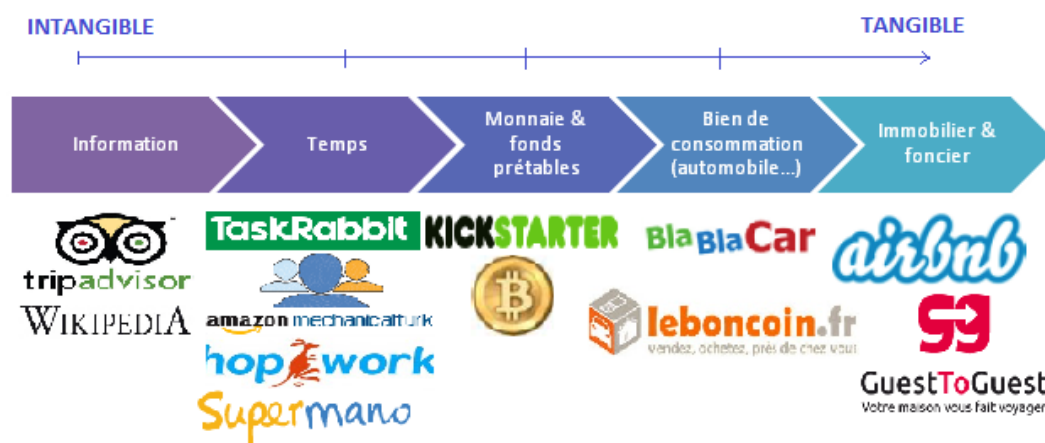 INTANGIBLE
TANGIBLE
Information
Temps
Monnaie &
fonds
prétables
Bien de
consommation
(automobile...)
Immobilier &
foncier
tripadvisor
WIKIPEDIA
TaskRabbit
amazon mechanicalturk
hopwork
Supermano
KICKSTARTER
BlaBlaCar
leboncoin.fr
vendez, achetez, près de chez vous
airbnb
GuestToGuest
Votre maison vous fait voyager